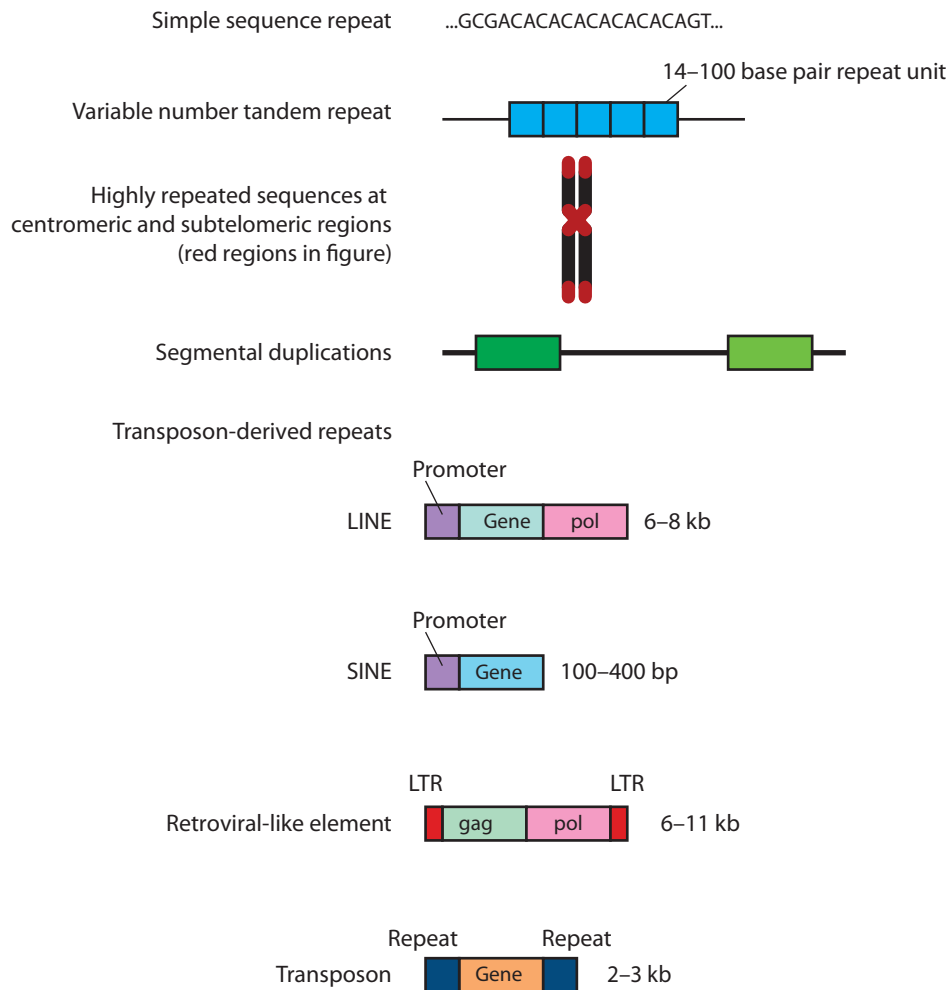 Simple sequence repeat ...GCGACACACACACACACAGT...
14–100 base pair repeat unit
Variable number tandem repeat
Highly repeated sequences at
centromeric and subtelomeric regions
(red regions in figure)
Segmental duplications
Transposon-derived repeats
Promoter
LINE Gene pol 6–8 kb
Promoter
SINE Gene 100–400 bp
LTR LTR
Retroviral-like element gag pol 6–11 kb
Repeat Repeat
Transposon Gene 2–3 kb